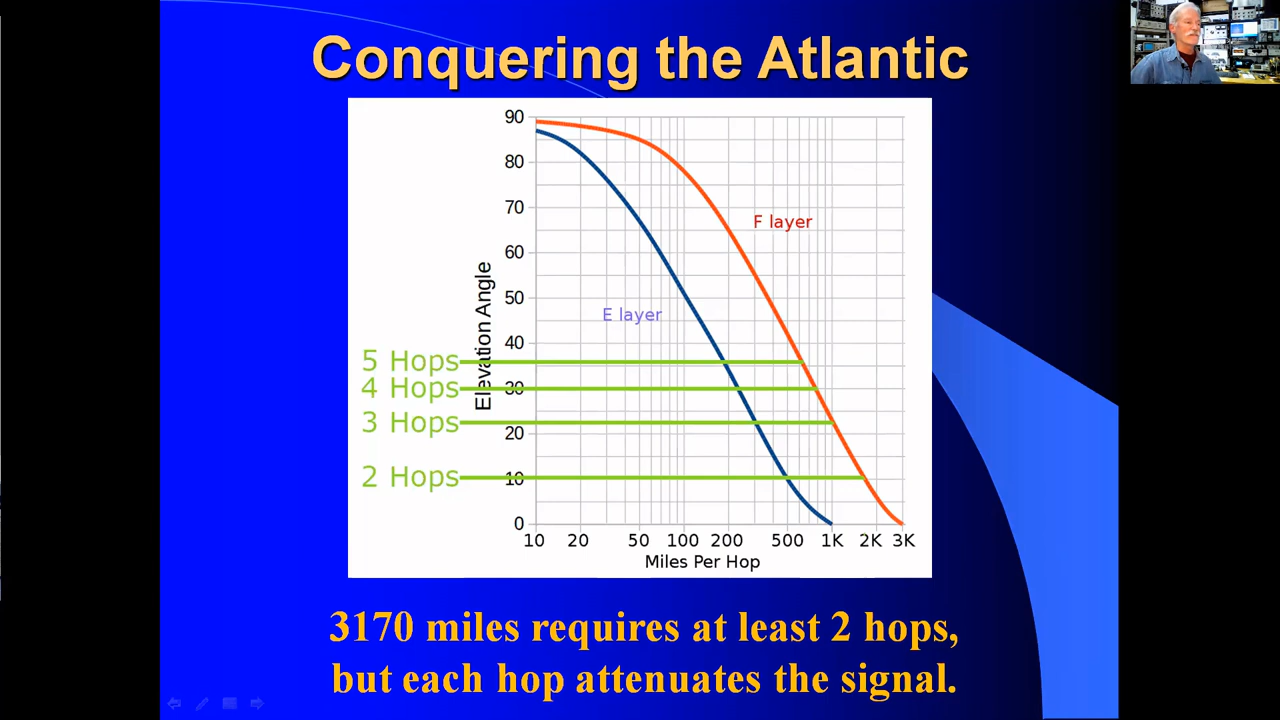 Conquering the Atlantic
90
80
70
60
50
40
30
20
10
0
Elevation Angle
F layer
E layer
5 Hops
4 Hops
3 Hops
2 Hops
10 20 50 100 200 500 1K 2K 3K
Miles Per Hop
3170 miles requires at least 2 hops,
but each hop attenuates the signal.